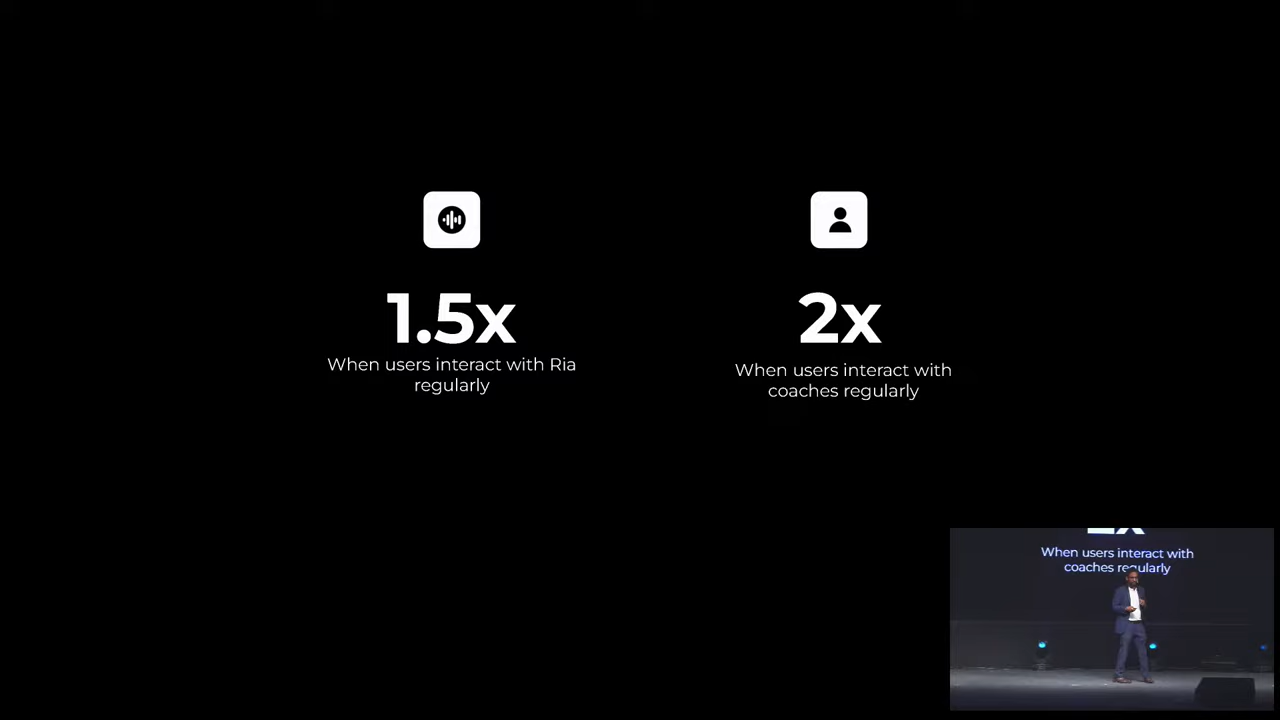 1.5x
When users interact with Ria
regularly
2x
When users interact with
coaches regularly
When users interact with
coaches regularly